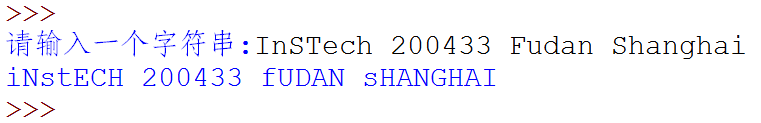 >>>
请输入一个字符串:InSTech 200433 Fudan Shanghai
iNstECH 200433 fUDAN sHANGHAI
>>>